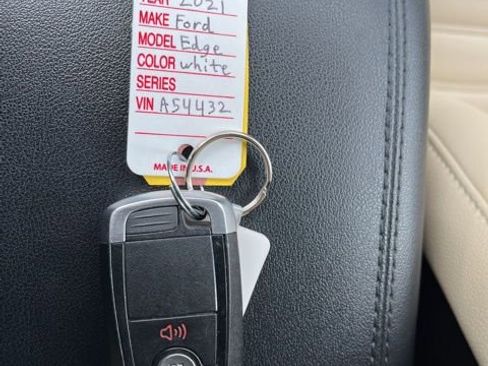 YEAR 2021
MAKE Ford
MODEL Edge
COLOR white
SERIES
VIN A54432
MADE IN U.S.A.